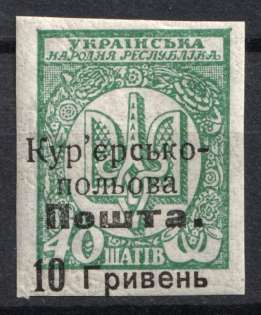 УКРАЇНСЬКА
НАРОДНЯ РЕСПУБЛІКА
Кур'єрсько-
польова
Пошта.
40 ШАГІВ
10 Гривень